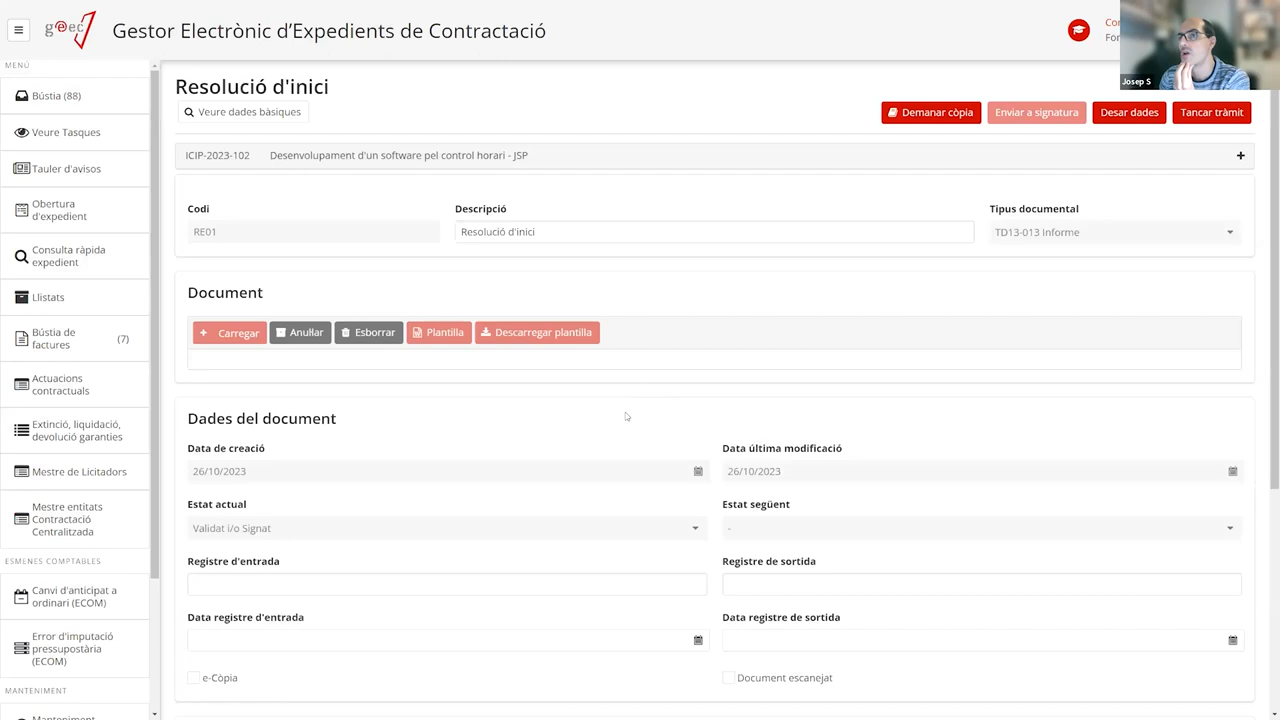 geec
Gestor Electrònic d'Expedients de Contractació
Josep S
MENÚ
Bústia (88)
Veure Tasques
Tauler d'avisos
Obertura
d'expedient
Consulta ràpida
expedient
Llistats
Bústia de
factures
(7)
Actuacions
contractuals
Extinció, liquidació,
devolució garanties
Mestre de Licitadors
Mestre entitats
Contractació
Centralitzada
ESMENES COMPTABLES
Canvi d'anticipat a
ordinari (ECOM)
Error d'imputació
pressupostària
(ECOM)
MANTENIMENT
Manteniment
Resolució d'inici
Veure dades bàsiques
Demanar còpia
Enviar a signatura
Desar dades
Tancar tràmit
ICIP-2023-102 Desenvolupament d'un software pel control horari - JSP
Codi
Descripció
Tipus documental
RE01
Resolució d'inici
TD13-013 Informe
Document
Carregar
Anul·lar
Esborrar
Plantilla
Descarregar plantilla
Dades del document
Data de creació
Data última modificació
26/10/2023
26/10/2023
Estat actual
Estat següent
Validat i/o Signat
-
Registre d'entrada
Registre de sortida
Data registre d'entrada
Data registre de sortida
e-Còpia
Document escanejat